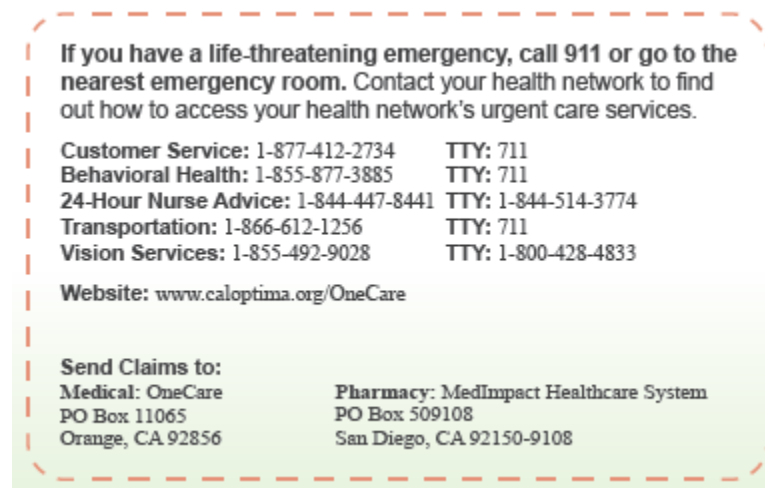 If you have a life-threatening emergency, call 911 or go to the
nearest emergency room. Contact your health network to find
out how to access your health network's urgent care services.
Customer Service: 1-877-412-2734 TTY: 711
Behavioral Health: 1-855-877-3885 TTY: 711
24-Hour Nurse Advice: 1-844-447-8441 TTY: 1-844-514-3774
Transportation: 1-866-612-1256 TTY: 711
Vision Services: 1-855-492-9028 TTY: 1-800-428-4833
Website: www.caloptima.org/OneCare
Send Claims to:
Medical: OneCare Pharmacy: MedImpact Healthcare System
PO Box 11065 PO Box 509108
Orange, CA 92856 San Diego, CA 92150-9108